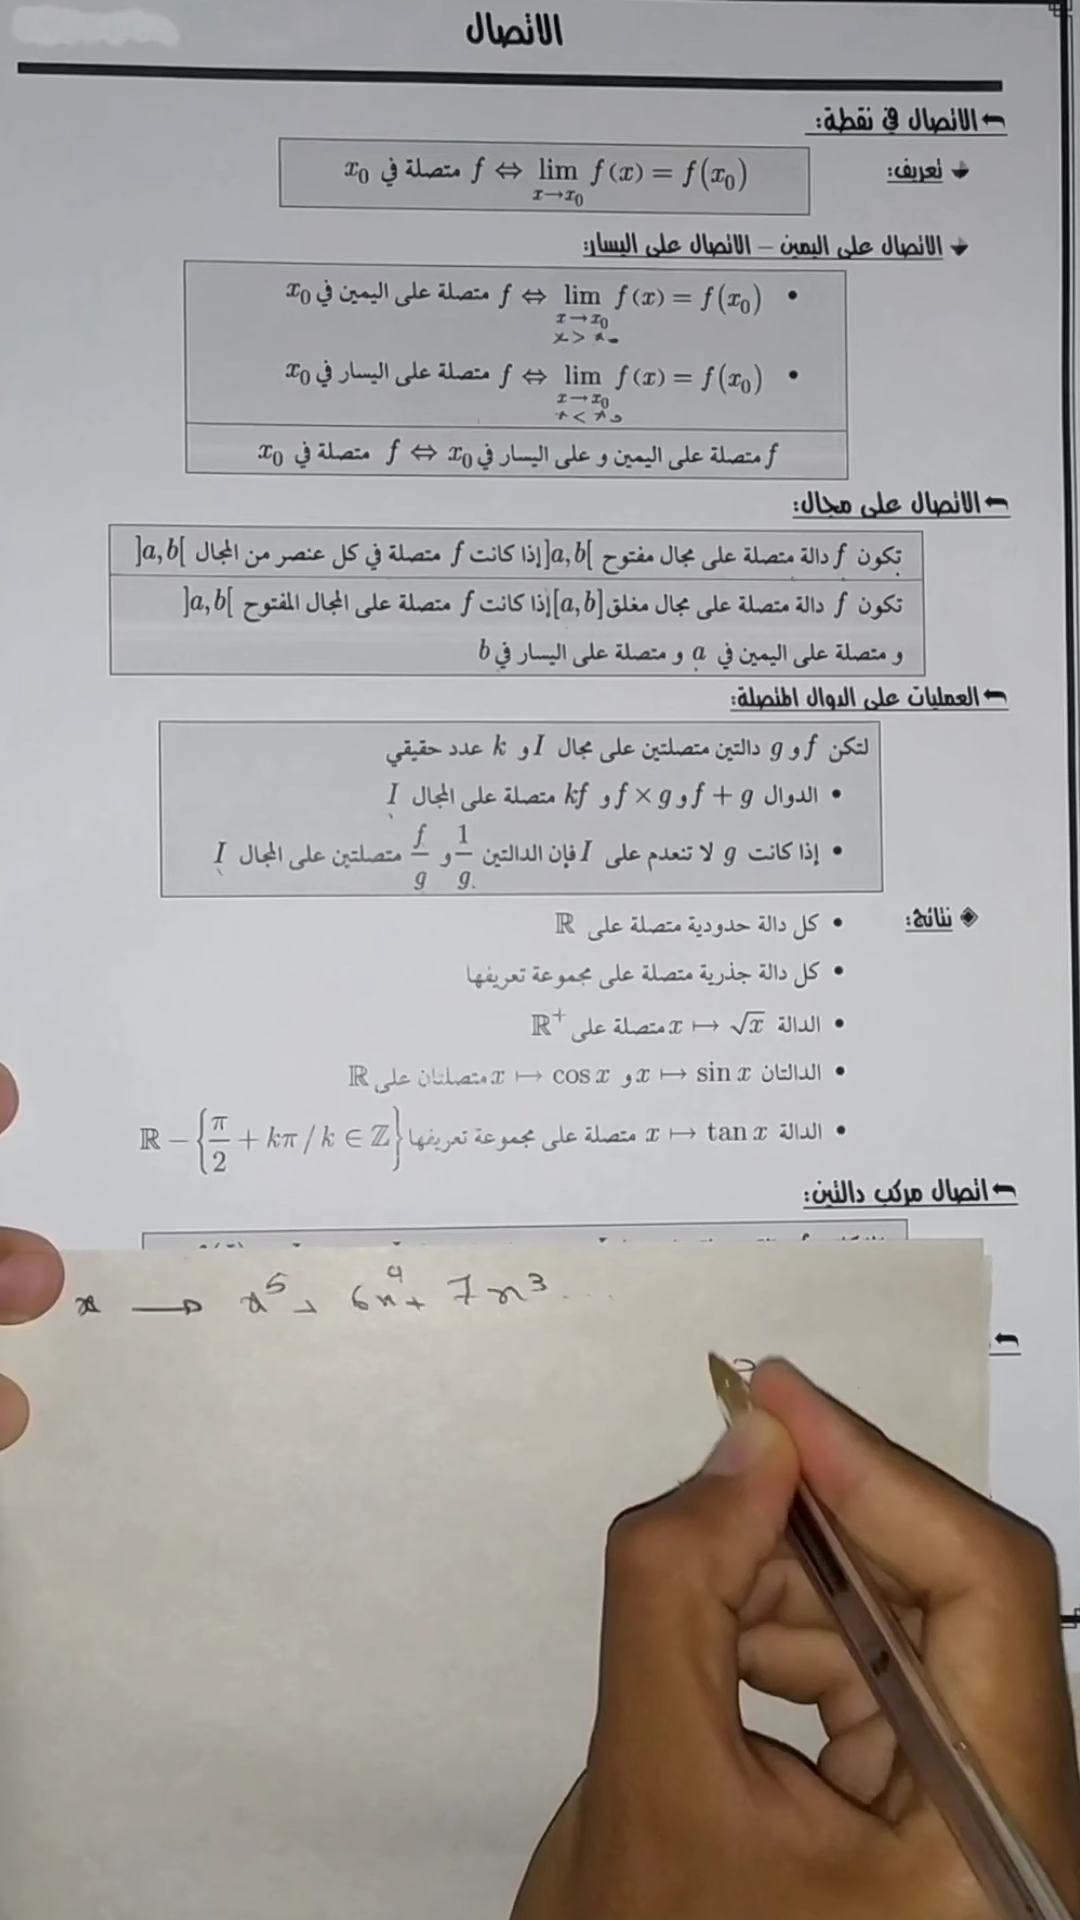 الاتصال
الاتصال في نقطة:
تعريف:
f متصلة في x₀ ⇔ lim_{x→x₀} f(x) = f(x₀)
الاتصال على اليمين – الاتصال على اليسار:
• f متصلة على اليمين في x₀ ⇔ lim_{x→x₀, x>x₀} f(x) = f(x₀)
• f متصلة على اليسار في x₀ ⇔ lim_{x→x₀, x<x₀} f(x) = f(x₀)
f متصلة على اليمين و على اليسار في x₀ ⇔ f متصلة في x₀
الاتصال على مجال:
تكون f دالة متصلة على مجال مفتوح ]a,b[ إذا كانت f متصلة في كل عنصر من المجال ]a,b[
تكون f دالة متصلة على مجال مغلق [a,b] إذا كانت f متصلة على المجال المفتوح ]a,b[
و متصلة على اليمين في a و متصلة على اليسار في b
العمليات على الدوال المتصلة:
لتكن f و g دالتين متصلتين على مجال I و k عدد حقيقي
• الدوال f + g و f × g و kf متصلة على المجال I
• إذا كانت g لا تنعدم على I فإن الدالتين 1/g و f/g متصلتين على المجال I
نتائج:
• كل دالة حدودية متصلة على ℝ
• كل دالة جذرية متصلة على مجموعة تعريفها
• الدالة x ↦ √x متصلة على ℝ⁺
• الدالتان x ↦ sin x و x ↦ cos x متصلتان على ℝ
• الدالة x ↦ tan x متصلة على مجموعة تعريفها ℝ − {π/2 + kπ / k ∈ ℤ}
اتصال مركب دالتين:
x → x⁵ + 6x⁴ + 7x³ ...